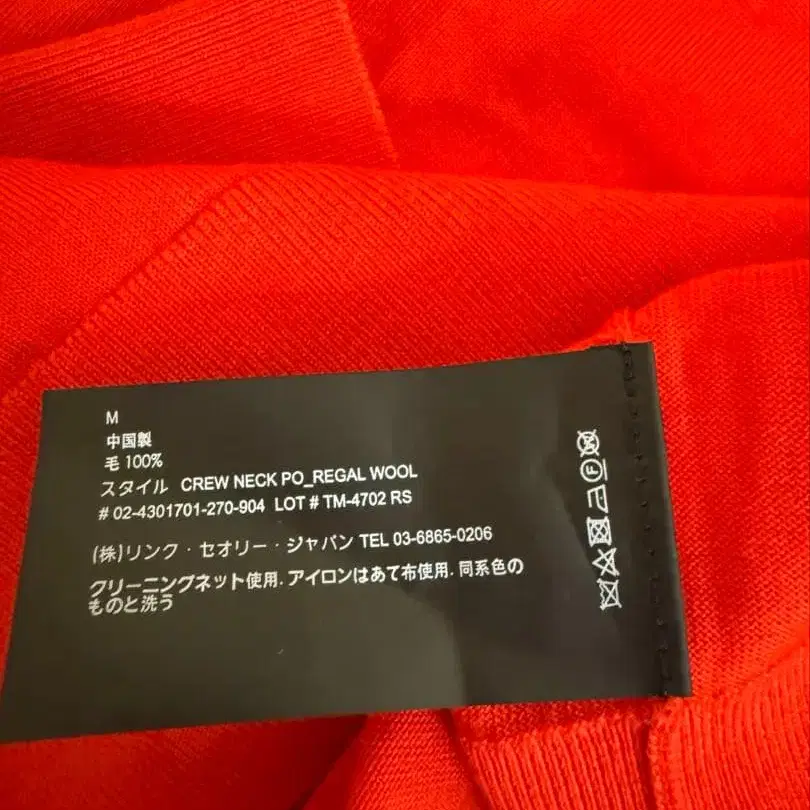 M
中国製
毛 100%
スタイル CREW NECK PO_REGAL WOOL
# 02-4301701-270-904 LOT # TM-4702 RS
(株)リンク・セオリー・ジャパン TEL 03-6865-0206
クリーニングネット使用. アイロンはあて布使用. 同系色の
ものと洗う
F